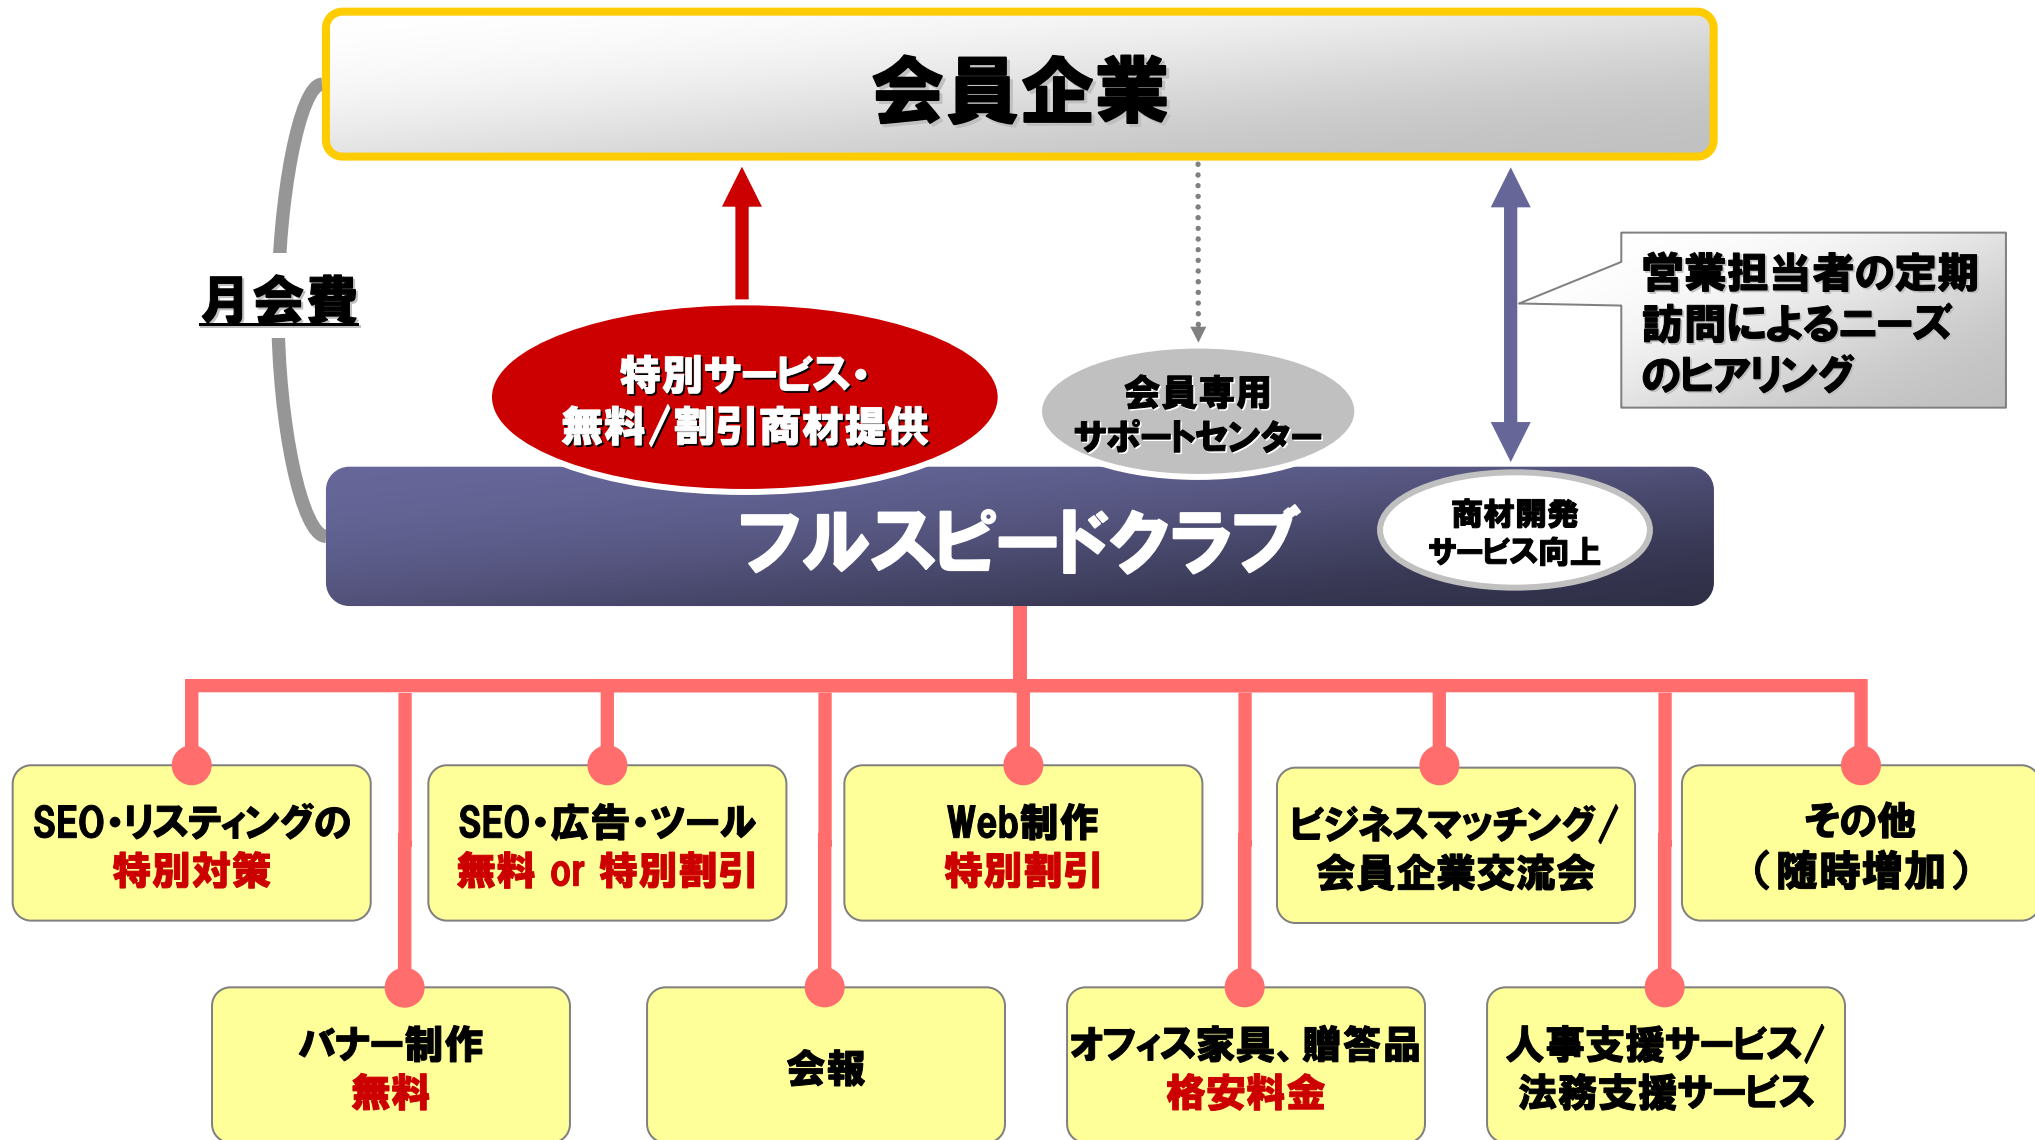 会員企業
月会費
営業担当者の定期
訪問によるニーズ
のヒアリング
特別サービス・
無料/割引商材提供
会員専用
サポートセンター
フルスピードクラブ
商材開発
サービス向上
SEO・リスティングの
特別対策
SEO・広告・ツール
無料 or 特別割引
Web制作
特別割引
ビジネスマッチング/
会員企業交流会
その他
（随時増加）
バナー制作
無料
会報
オフィス家具、贈答品
格安料金
人事支援サービス/
法務支援サービス